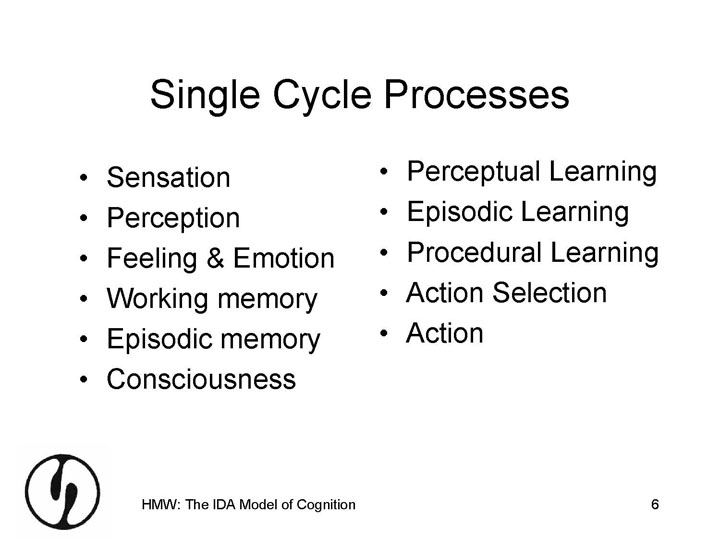 Single Cycle Processes
• Sensation
• Perception
• Feeling & Emotion
• Working memory
• Episodic memory
• Consciousness
• Perceptual Learning
• Episodic Learning
• Procedural Learning
• Action Selection
• Action
HMW: The IDA Model of Cognition
6